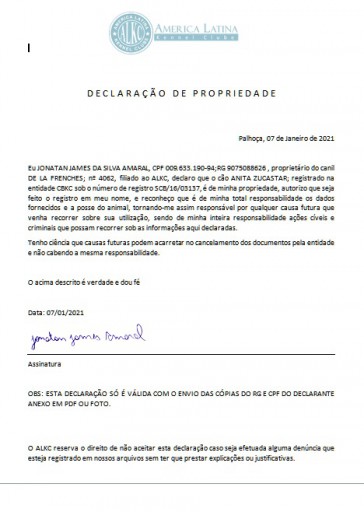 AMERICA LATINA
Kennel Clube
ALKC
DECLARAÇÃO DE PROPRIEDADE
Palhoça, 07 de Janeiro de 2021
Eu JONATAN JAMES DA SILVA AMARAL, CPF 009.633.190-94;RG 9075088626 , proprietário do canil
DE LA FRENCHES; nº 4062, filiado ao ALKC, declaro que o cão ANITA ZUCASTAR; registrado na
entidade CBKC sob o número de registro SCB/16/03137, é de minha propriedade, autorizo que seja
feito o registro em meu nome, e reconheço que é de minha total responsabilidade os dados
fornecidos e a posse do animal, tornando-me assim responsável por qualquer causa futura que
venha recorrer sobre sua utilização, sendo de minha inteira responsabilidade ações cíveis e
criminais que possam recorrer sob as informações aqui declaradas.
Tenho ciência que causas futuras podem acarretar no cancelamento dos documentos pela entidade
e não cabendo a mesma responsabilidade.
O acima descrito é verdade e dou fé
Data: 07/01/2021
Jonatan James Amaral
Assinatura
OBS: ESTA DECLARAÇÃO SÓ É VÁLIDA COM O ENVIO DAS CÓPIAS DO RG E CPF DO DECLARANTE
ANEXO EM PDF OU FOTO.
O ALKC reserva o direito de não aceitar esta declaração caso seja efetuada alguma denúncia que
esteja registrado em nossos arquivos sem ter que prestar explicações ou justificativas.